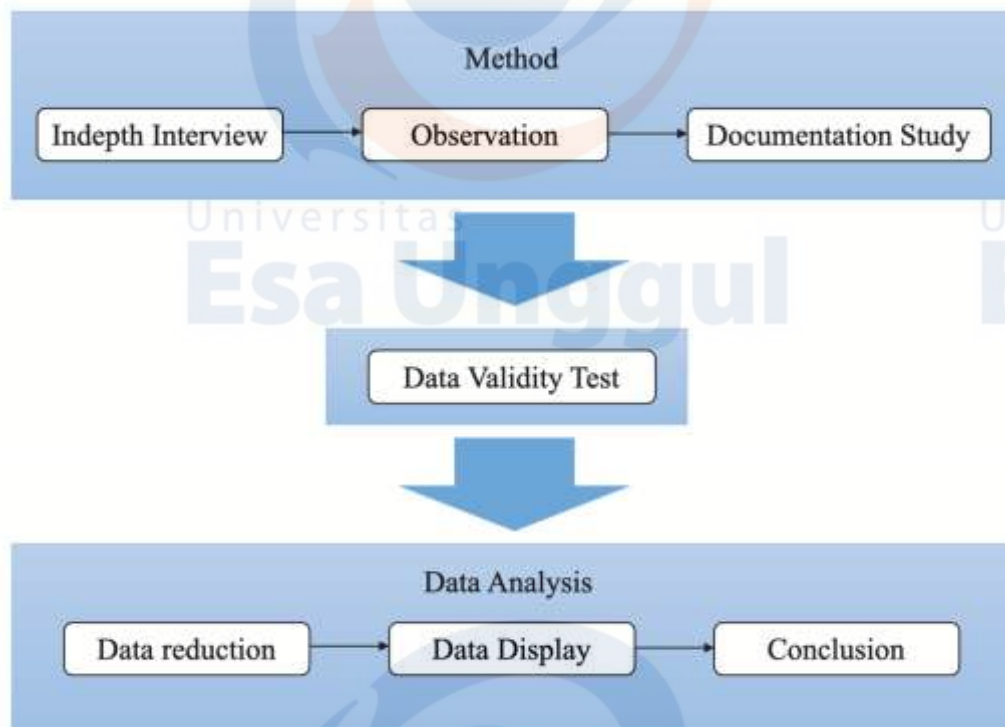 Method
Indepth Interview
Observation
Documentation Study
Universitas
Esa Unggul
Data Validity Test
Data Analysis
Data reduction
Data Display
Conclusion